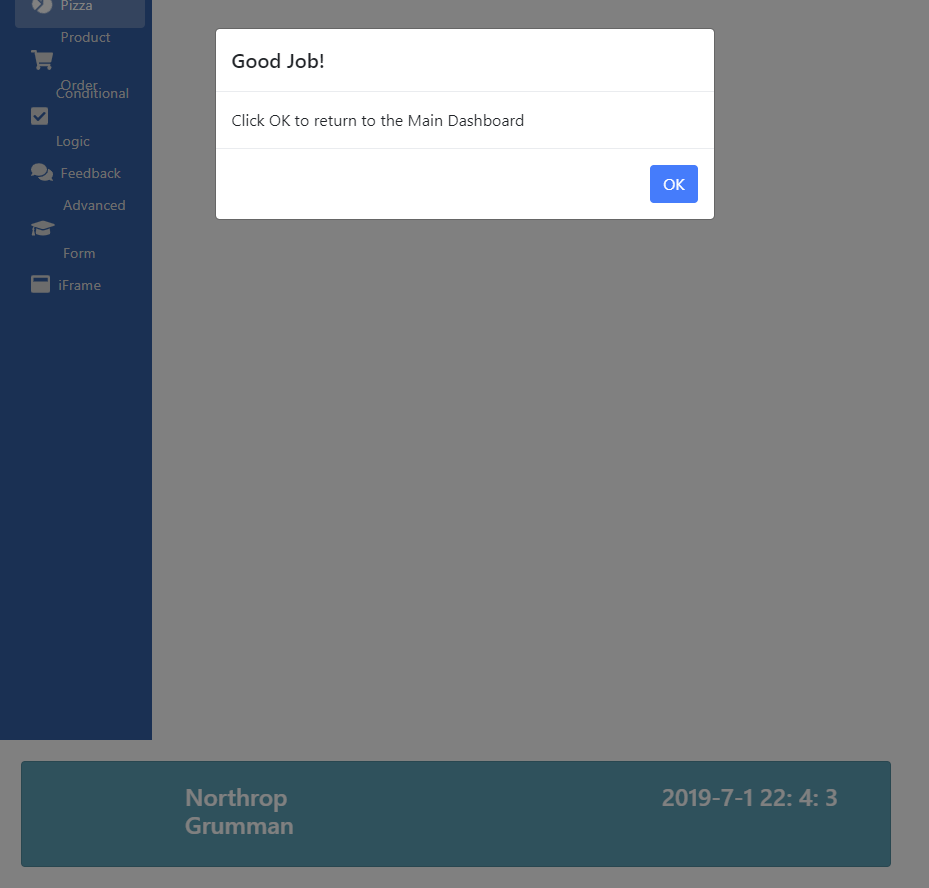 Pizza
Product
Order
Conditional
Logic
Feedback
Advanced
Form
iFrame
Good Job!
Click OK to return to the Main Dashboard
OK
Northrop
Grumman
2019-7-1 22: 4: 3